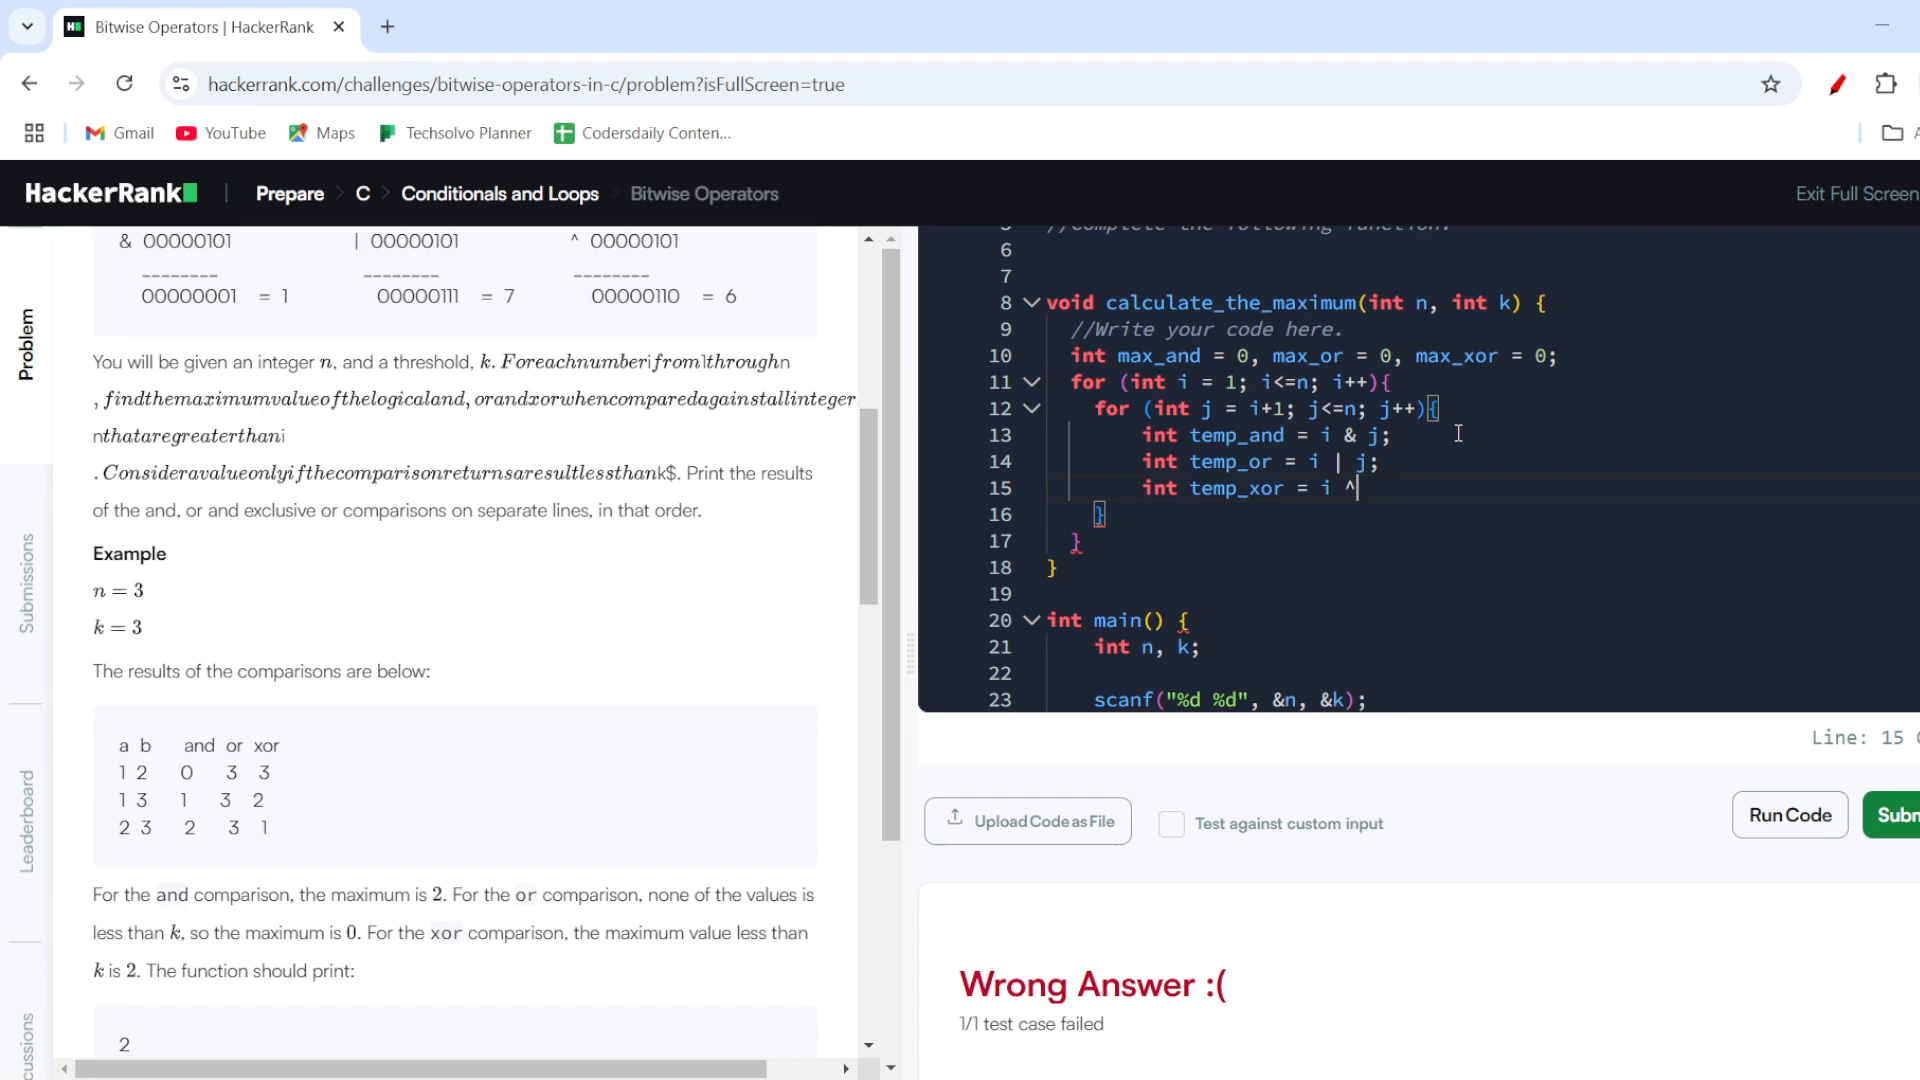 Bitwise Operators | HackerRank
hackerrank.com/challenges/bitwise-operators-in-c/problem?isFullScreen=true
Gmail YouTube Maps Techsolvo Planner Codersdaily Conten...
HackerRank | Prepare > C > Conditionals and Loops Bitwise Operators Exit Full Screen
Problem
Submissions
Leaderboard
& 00000101 | 00000101 ^ 00000101
-------- -------- --------
00000001 = 1 00000111 = 7 00000110 = 6
You will be given an integer n, and a threshold, k. Foreachnumberifrom1throughn
, findthemaximumvalueofthelogicaland, orandxorwhencomparedagainstallinteger
nthataregreaterthani
. Consideravalueonlyifthecomparisonreturnsaresultlessthank$. Print the results
of the and, or and exclusive or comparisons on separate lines, in that order.
Example
n = 3
k = 3
The results of the comparisons are below:
a b and or xor
1 2 0 3 3
1 3 1 3 2
2 3 2 3 1
For the and comparison, the maximum is 2. For the or comparison, none of the values is
less than k, so the maximum is 0. For the xor comparison, the maximum value less than
k is 2. The function should print:
2
6
7
8 void calculate_the_maximum(int n, int k) {
9 //Write your code here.
10 int max_and = 0, max_or = 0, max_xor = 0;
11 for (int i = 1; i<=n; i++){
12 for (int j = i+1; j<=n; j++){
13 int temp_and = i & j;
14 int temp_or = i | j;
15 int temp_xor = i ^
16 }
17 }
18 }
19
20 int main() {
21 int n, k;
22
23 scanf("%d %d", &n, &k);
Line: 15
Upload Code as File Test against custom input Run Code
Wrong Answer :(
1/1 test case failed